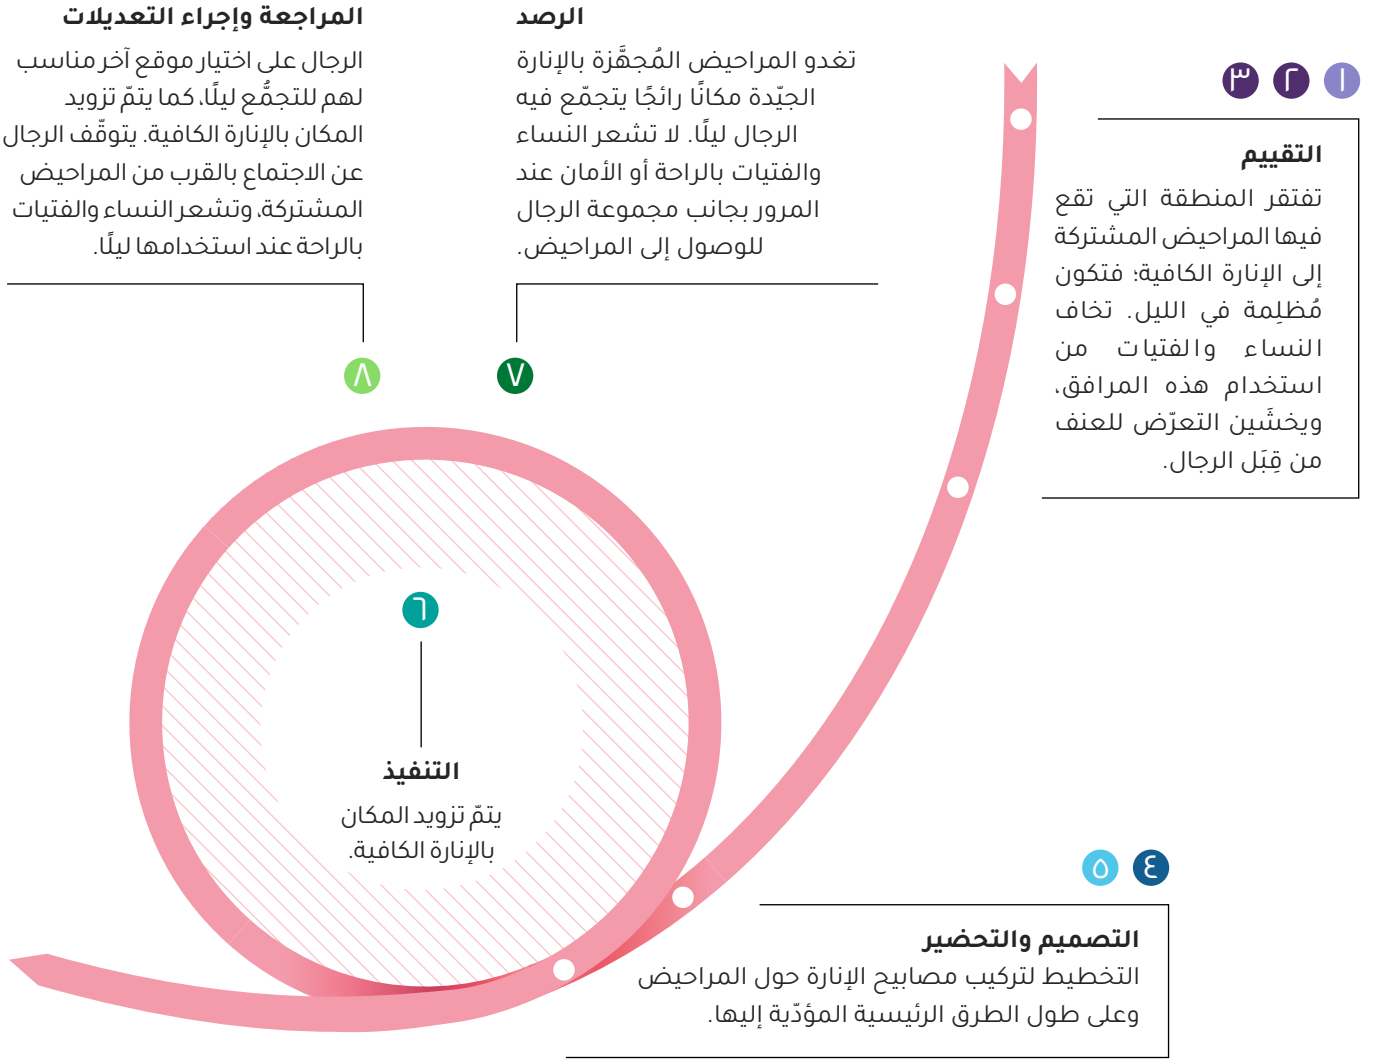 ١ ٢ ٣
التقييم
تفتقر المنطقة التي تقع
فيها المراحيض المشتركة
إلى الإنارة الكافية؛ فتكون
مُظلِمة في الليل. تخاف
النساء والفتيات من
استخدام هذه المرافق،
ويخشَين التعرّض للعنف
من قِبَل الرجال.
٤ ٥
التصميم والتحضير
التخطيط لتركيب مصابيح الإنارة حول المراحيض
وعلى طول الطرق الرئيسية المؤدّية إليها.
٦
التنفيذ
يتمّ تزويد المكان
بالإنارة الكافية.
الرصد
تغدو المراحيض المُجهَّزة بالإنارة
الجيّدة مكانًا رائجًا يتجمّع فيه
الرجال ليلًا. لا تشعر النساء
والفتيات بالراحة أو الأمان عند
المرور بجانب مجموعة الرجال
للوصول إلى المراحيض.
٧
المراجعة وإجراء التعديلات
الرجال على اختيار موقع آخر مناسب
لهم للتجمُّع ليلًا، كما يتمّ تزويد
المكان بالإنارة الكافية. يتوقّف الرجال
عن الاجتماع بالقرب من المراحيض
المشتركة، وتشعر النساء والفتيات
بالراحة عند استخدامها ليلًا.
٨